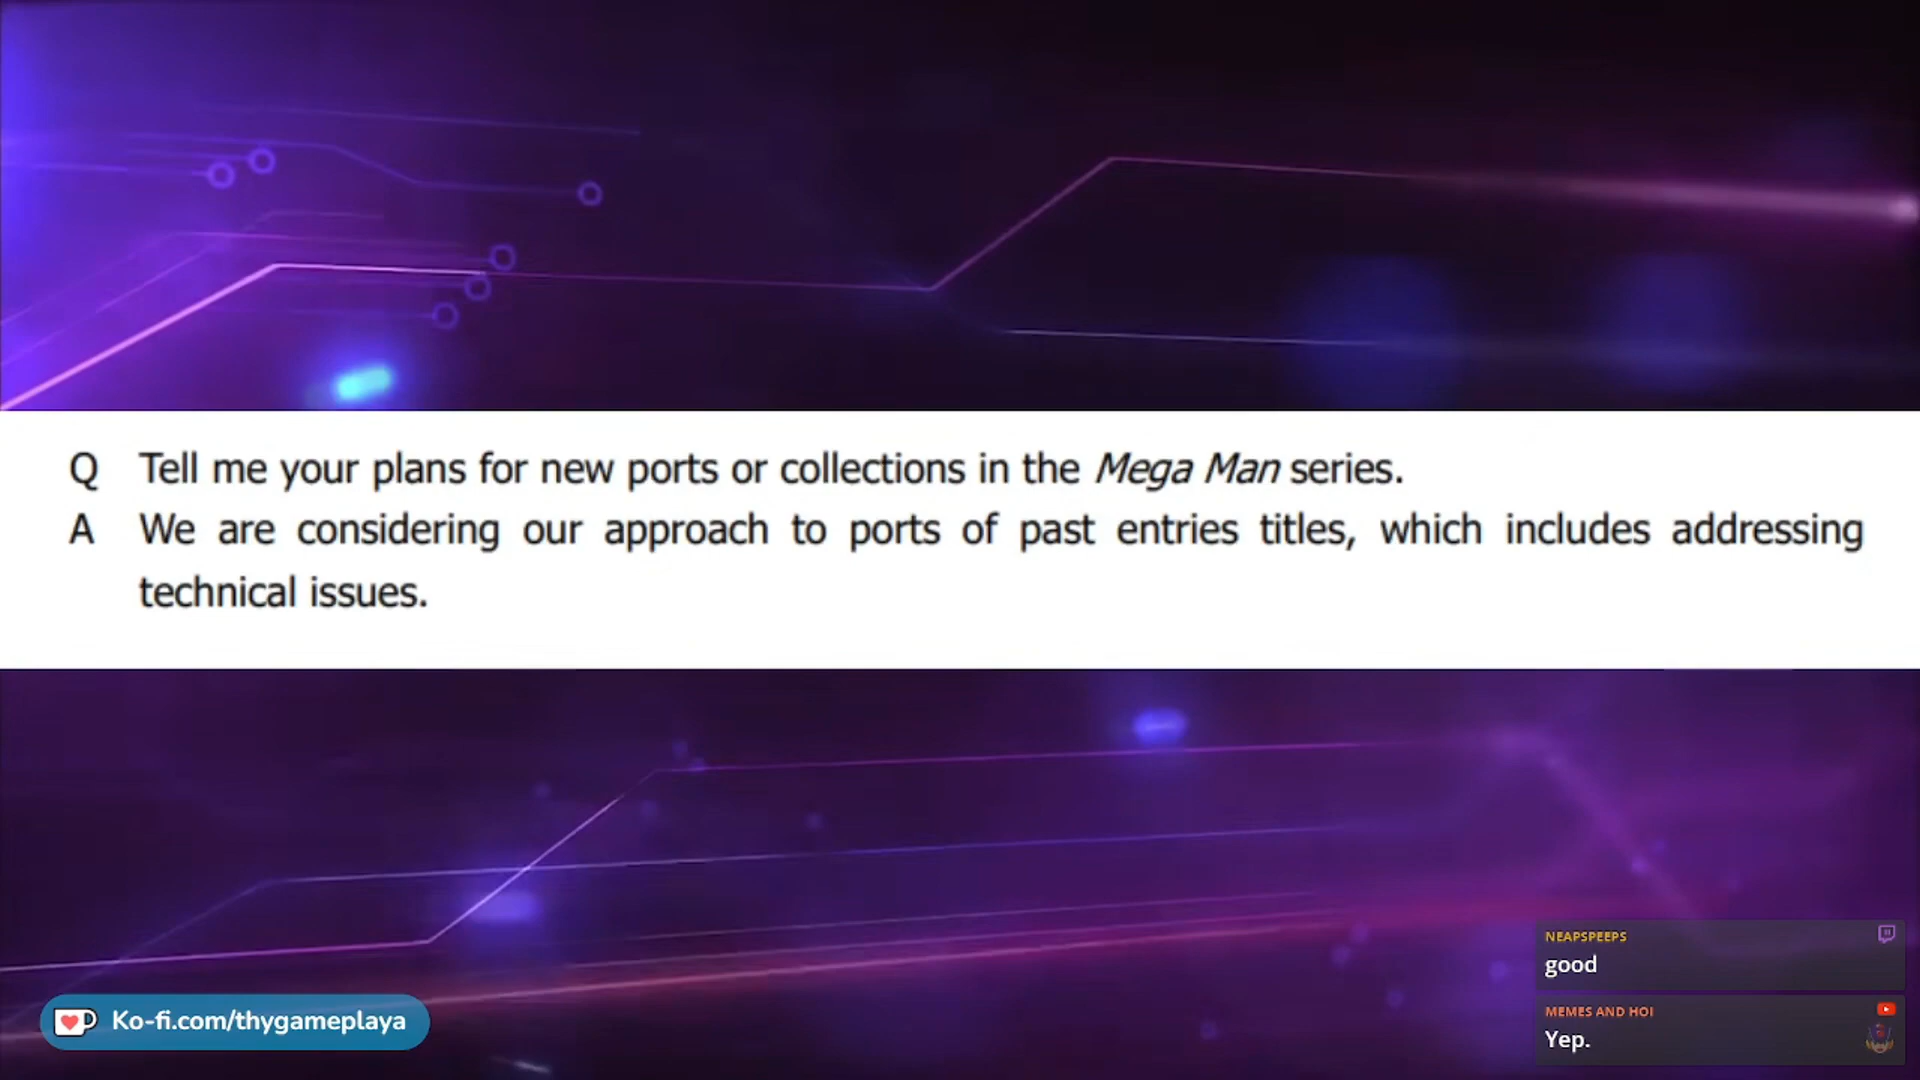 Q Tell me your plans for new ports or collections in the Mega Man series.
A We are considering our approach to ports of past entries titles, which includes addressing
technical issues.
NEAPSPEEPS
good
MEMES AND HOI
Yep.
Ko-fi.com/thygameplaya